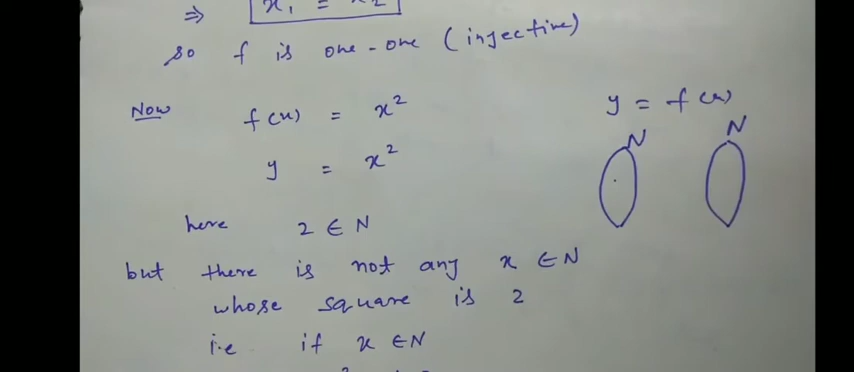 ⇒ x₁ = x₂
so f is one-one (injective)
Now f(x) = x²
y = f(x)
N N
y = x²
here 2 ∈ N
but there is not any x ∈ N
whose square is 2
i.e if x ∈ N